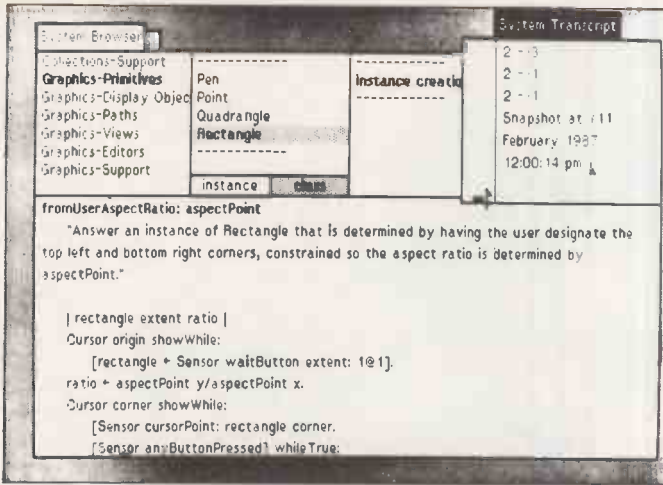 System Browser
Collections-Support
Graphics-Primitives
Graphics-Display Objec
Graphics-Paths
Graphics-Views
Graphics-Editors
Graphics-Support
------------
Pen
Point
Quadrangle
Rectangle
------------
instance class
------------
instance creatio
------------
System Transcript
2
2
2
Snapshot at
February
12:00:14 pm
fromUserAspectRatio: aspectPoint
"Answer an instance of Rectangle that is determined by having the user designate the
top left and bottom right corners, constrained so the aspect ratio is determined by
aspectPoint."
| rectangle extent ratio |
Cursor origin showWhile:
[rectangle ← Sensor waitButton extent: 1@1].
ratio ← aspectPoint y/aspectPoint x.
Cursor corner showWhile:
[Sensor cursorPoint: rectangle corner.
[Sensor anyButtonPressed] whileTrue: